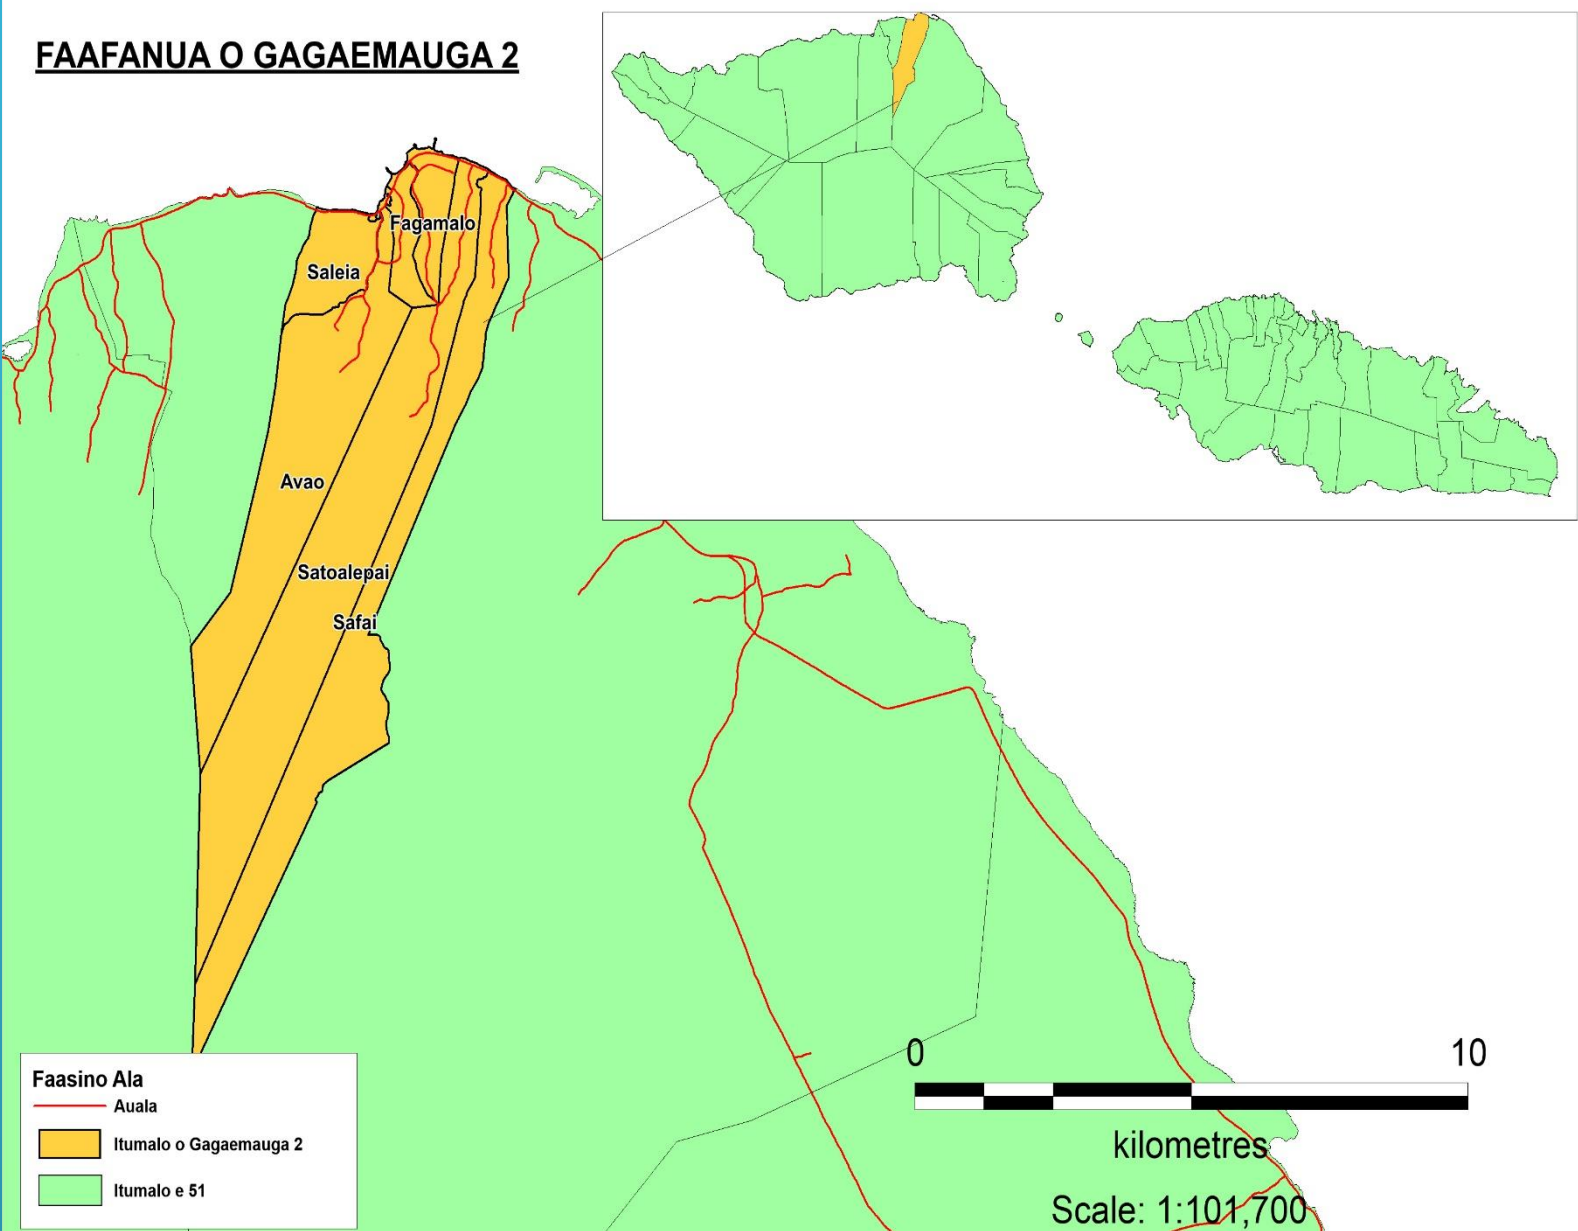 FAAFANUA O GAGAEMAUGA 2
Fagamalo
Saleia
Avao
Satoalepai
Safai
Faasino Ala
Auala
Itumalo o Gagaemauga 2
Itumalo e 51
0 10
kilometres
Scale: 1:101,700